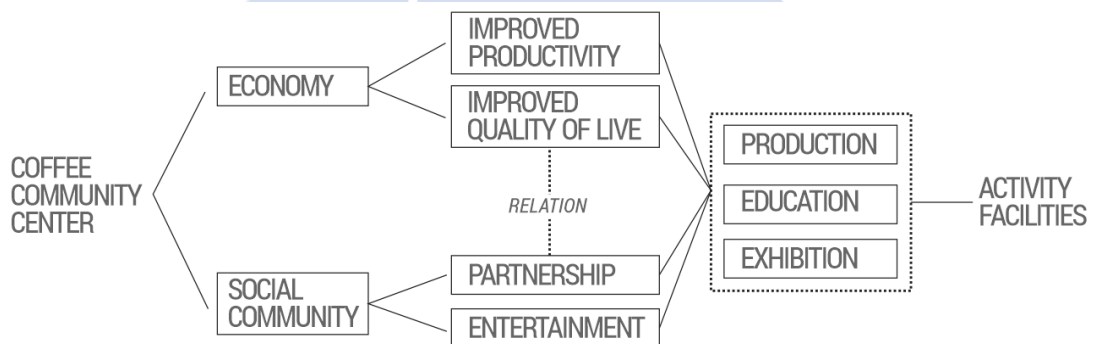 COFFEE
COMMUNITY
CENTER
ECONOMY
SOCIAL
COMMUNITY
IMPROVED
PRODUCTIVITY
IMPROVED
QUALITY OF LIVE
RELATION
PARTNERSHIP
ENTERTAINMENT
PRODUCTION
EDUCATION
EXHIBITION
ACTIVITY
FACILITIES